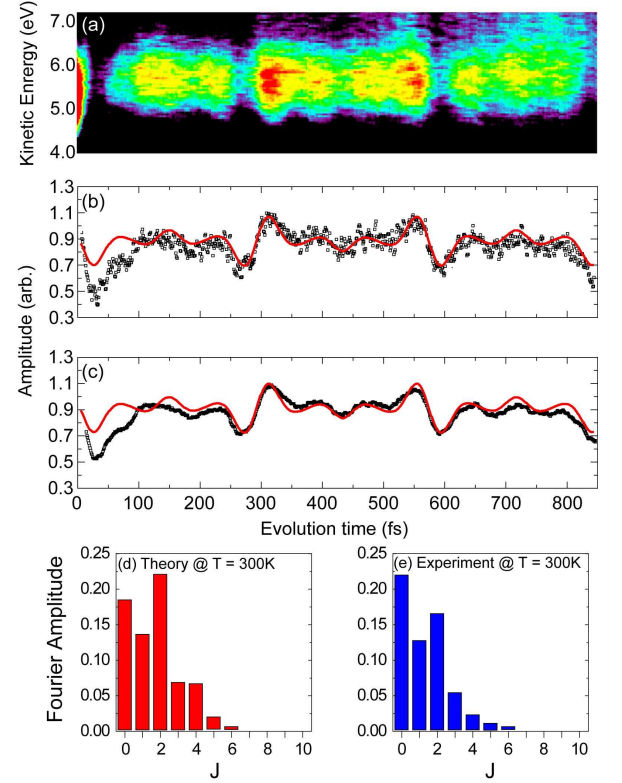 7.0
(a)
6.0
5.0
4.0
Kinetic Enrergy (eV)
1.3
(b)
1.1
0.9
0.7
0.5
0.3
Amplitude (arb.)
1.3
(c)
1.1
0.9
0.7
0.5
0.3
0 100 200 300 400 500 600 700 800
Evolution time (fs)
0.25
(d) Theory @ T = 300K
0.20
0.15
0.10
0.05
0.00
Fourier Amplitude
0 2 4 6 8 10
J
0.25
(e) Experiment @ T = 300K
0.20
0.15
0.10
0.05
0.00
0 2 4 6 8 10
J